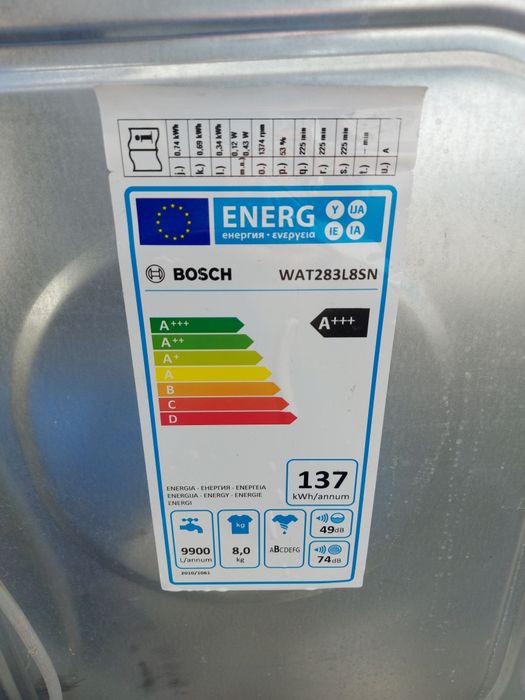 i
j.) 0,74 kWh
k.) 0,69 kWh
l.) 0,34 kWh
m.n.) 0,12 W 0,43 W
o.) 1374 rpm
p.) 53 %
q.) 225 min
r.) 225 min
s.) 225 min
t.) – min
u.) A
ENERG Y IJA
енергия · ενεργεια IE IA
BOSCH WAT283L8SN
A+++ A+++
A++
A+
A
B
C
D
137
kWh/annum
ENERGIA · ЕНЕРГИЯ · ΕΝΕΡΓΕΙΑ
ENERGIJA · ENERGY · ENERGIE
ENERGI
9900
L/annum
kg
8,0
kg
ABCDEFG
49dB
74dB
2010/1061